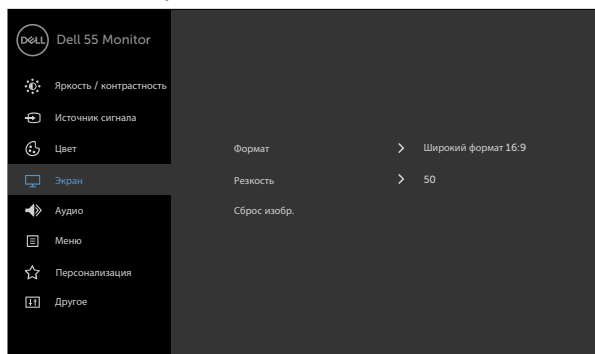 DELL Dell 55 Monitor
Яркость / контрастность
Источник сигнала
Цвет
Формат
Широкий формат 16:9
Экран
Резкость
50
Аудио
Сброс изобр.
Меню
Персонализация
Другое